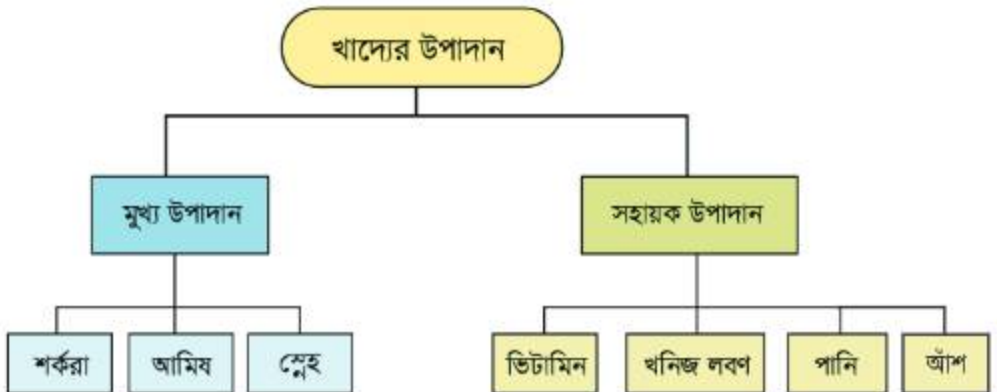 খাদ্যের উপাদান
মুখ্য উপাদান
সহায়ক উপাদান
শর্করা
আমিষ
স্নেহ
ভিটামিন
খনিজ লবণ
পানি
আঁশ